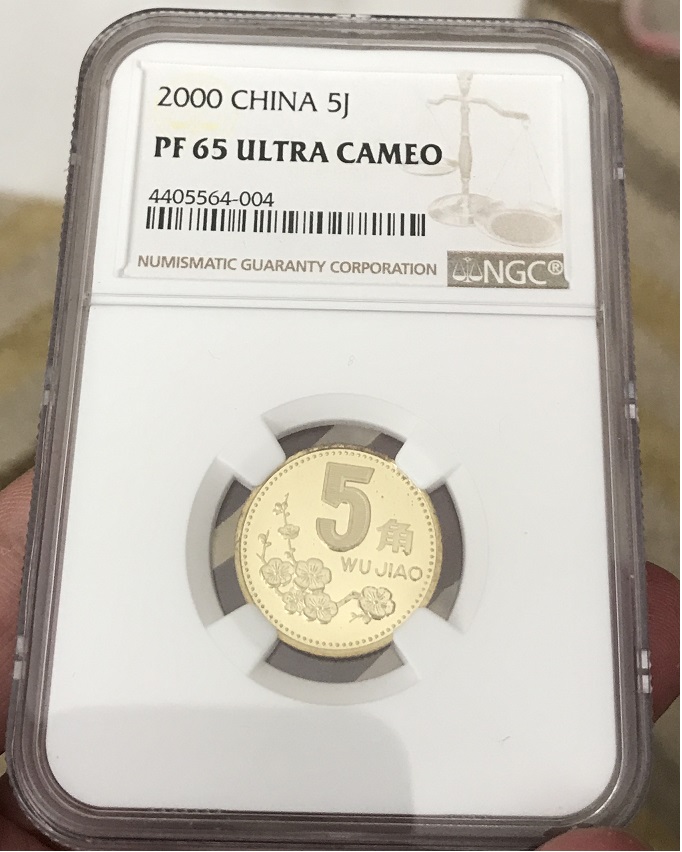 2000 CHINA 5J
PF 65 ULTRA CAMEO
4405564-004
NUMISMATIC GUARANTY CORPORATION
NGC®
5角
WU JIAO